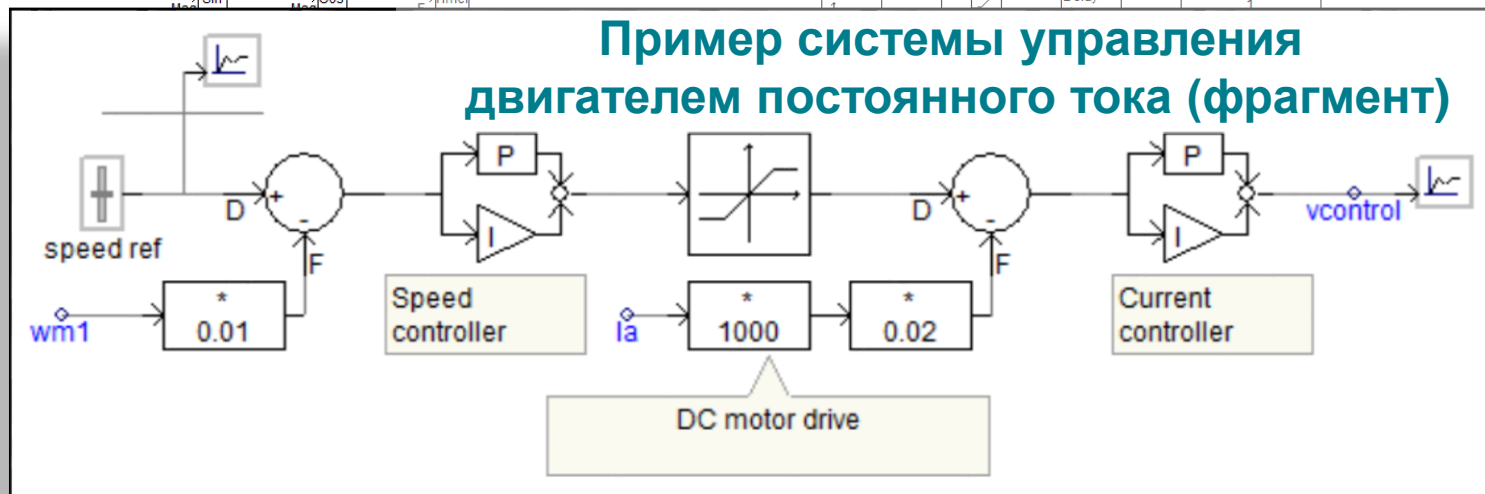 Пример системы управления
двигателем постоянного тока (фрагмент)
P
P
+
D
-
I
+
D
-
I
vcontrol
speed ref
F
F
wm1
*
0.01
Speed
controller
Ia
*
1000
*
0.02
Current
controller
DC motor drive